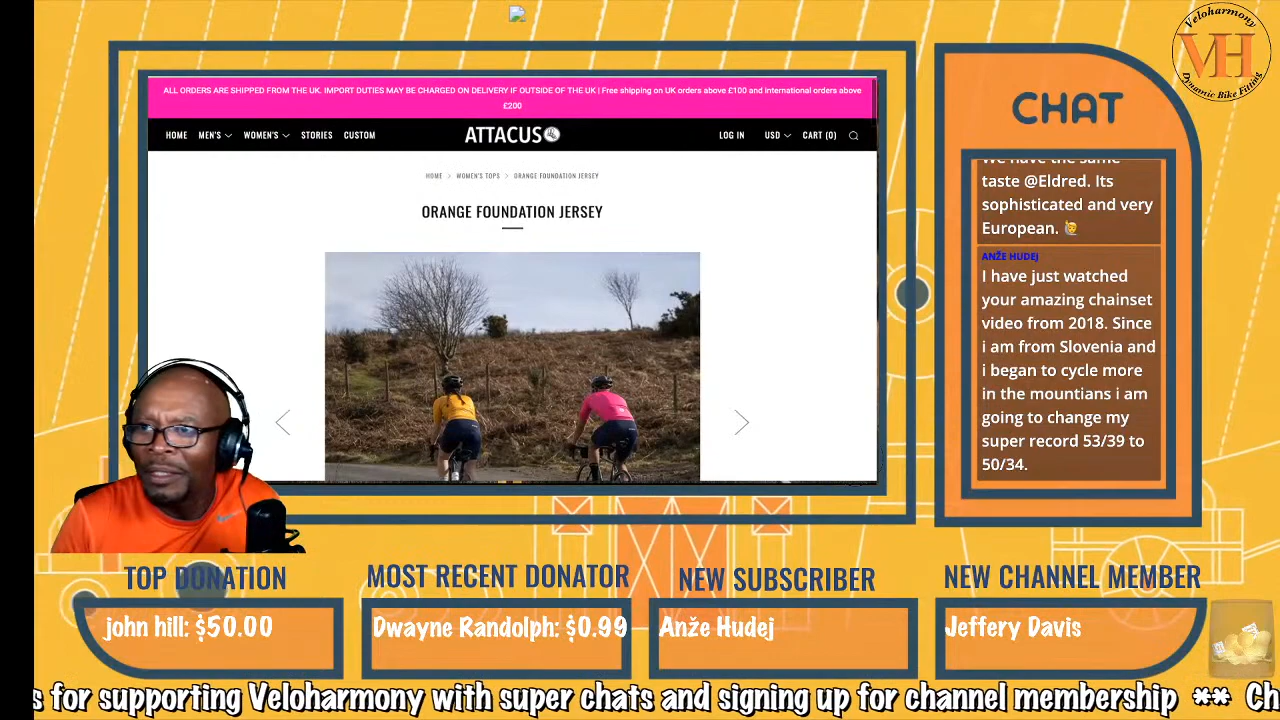 ALL ORDERS ARE SHIPPED FROM THE UK. IMPORT DUTIES MAY BE CHARGED ON DELIVERY IF OUTSIDE OF THE UK | Free shipping on UK orders above £100 and international orders above
£200
HOME MEN'S WOMEN'S STORIES CUSTOM ATTACUS LOG IN USD CART (0)
HOME > WOMEN'S TOPS > ORANGE FOUNDATION JERSEY
ORANGE FOUNDATION JERSEY
Veloharmony
VH
Dynamic Bike Fitting
CHAT
We have the same
taste @Eldred. Its
sophisticated and very
European.
ANŽE HUDEJ
I have just watched
your amazing chainset
video from 2018. Since
i am from Slovenia and
i began to cycle more
in the mountians i am
going to change my
super record 53/39 to
50/34.
TOP DONATION
john hill: $50.00
MOST RECENT DONATOR
Dwayne Randolph: $0.99
NEW SUBSCRIBER
Anže Hudej
NEW CHANNEL MEMBER
Jeffery Davis
s for supporting Veloharmony with super chats and signing up for channel membership ** Ch